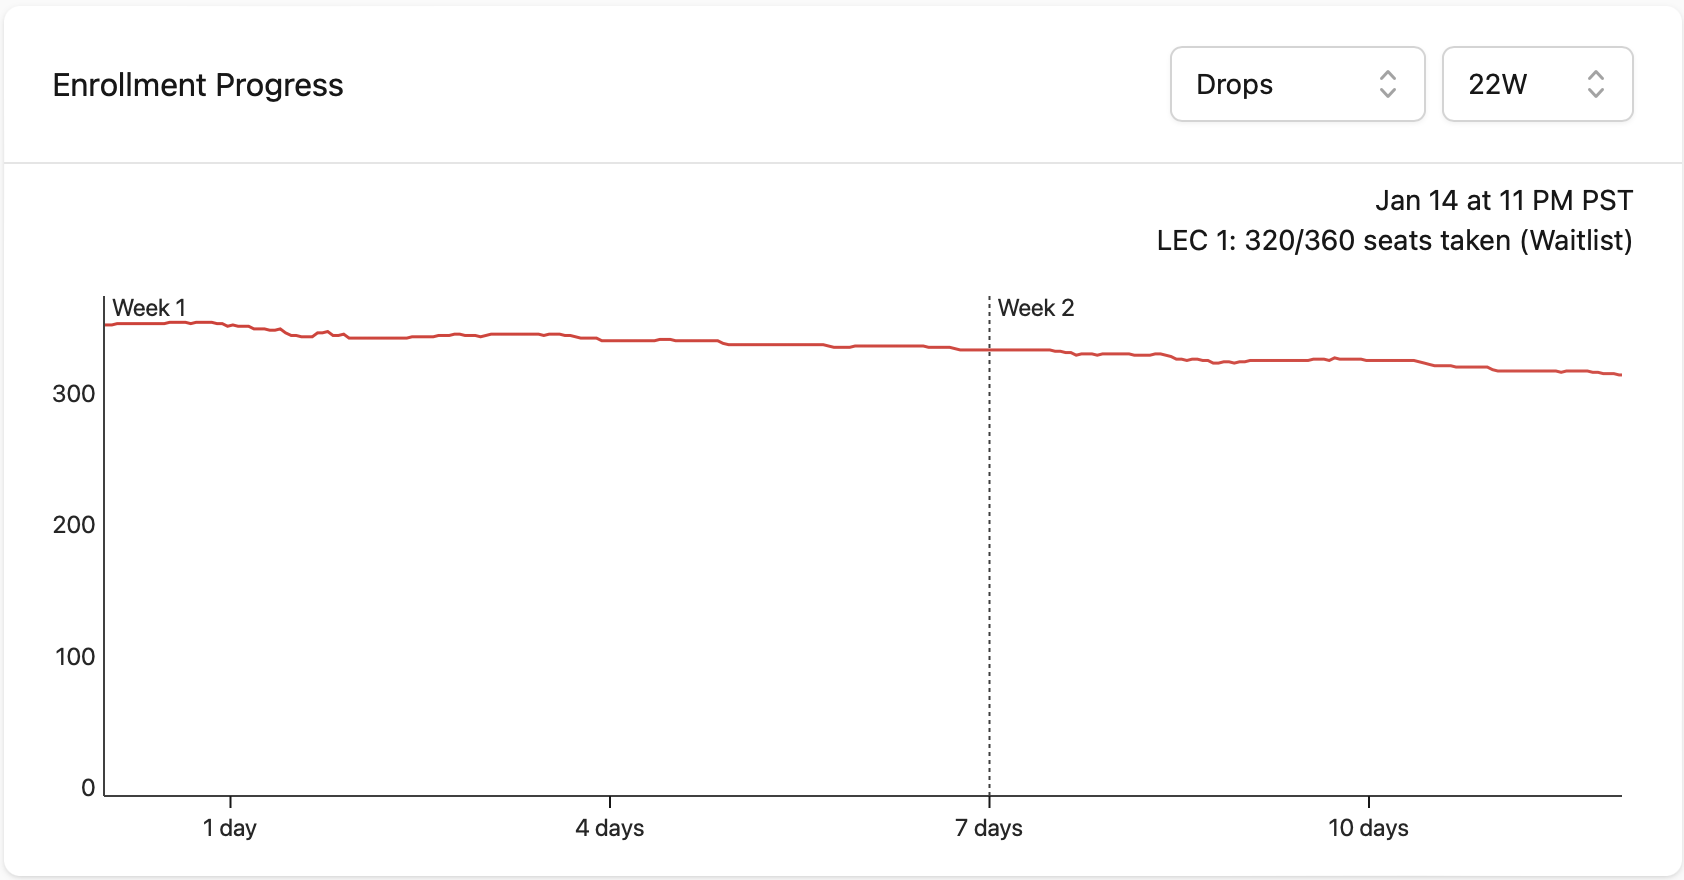 Enrollment Progress
Drops
22W
Jan 14 at 11 PM PST
LEC 1: 320/360 seats taken (Waitlist)
Week 1
Week 2
300
200
100
0
1 day
4 days
7 days
10 days